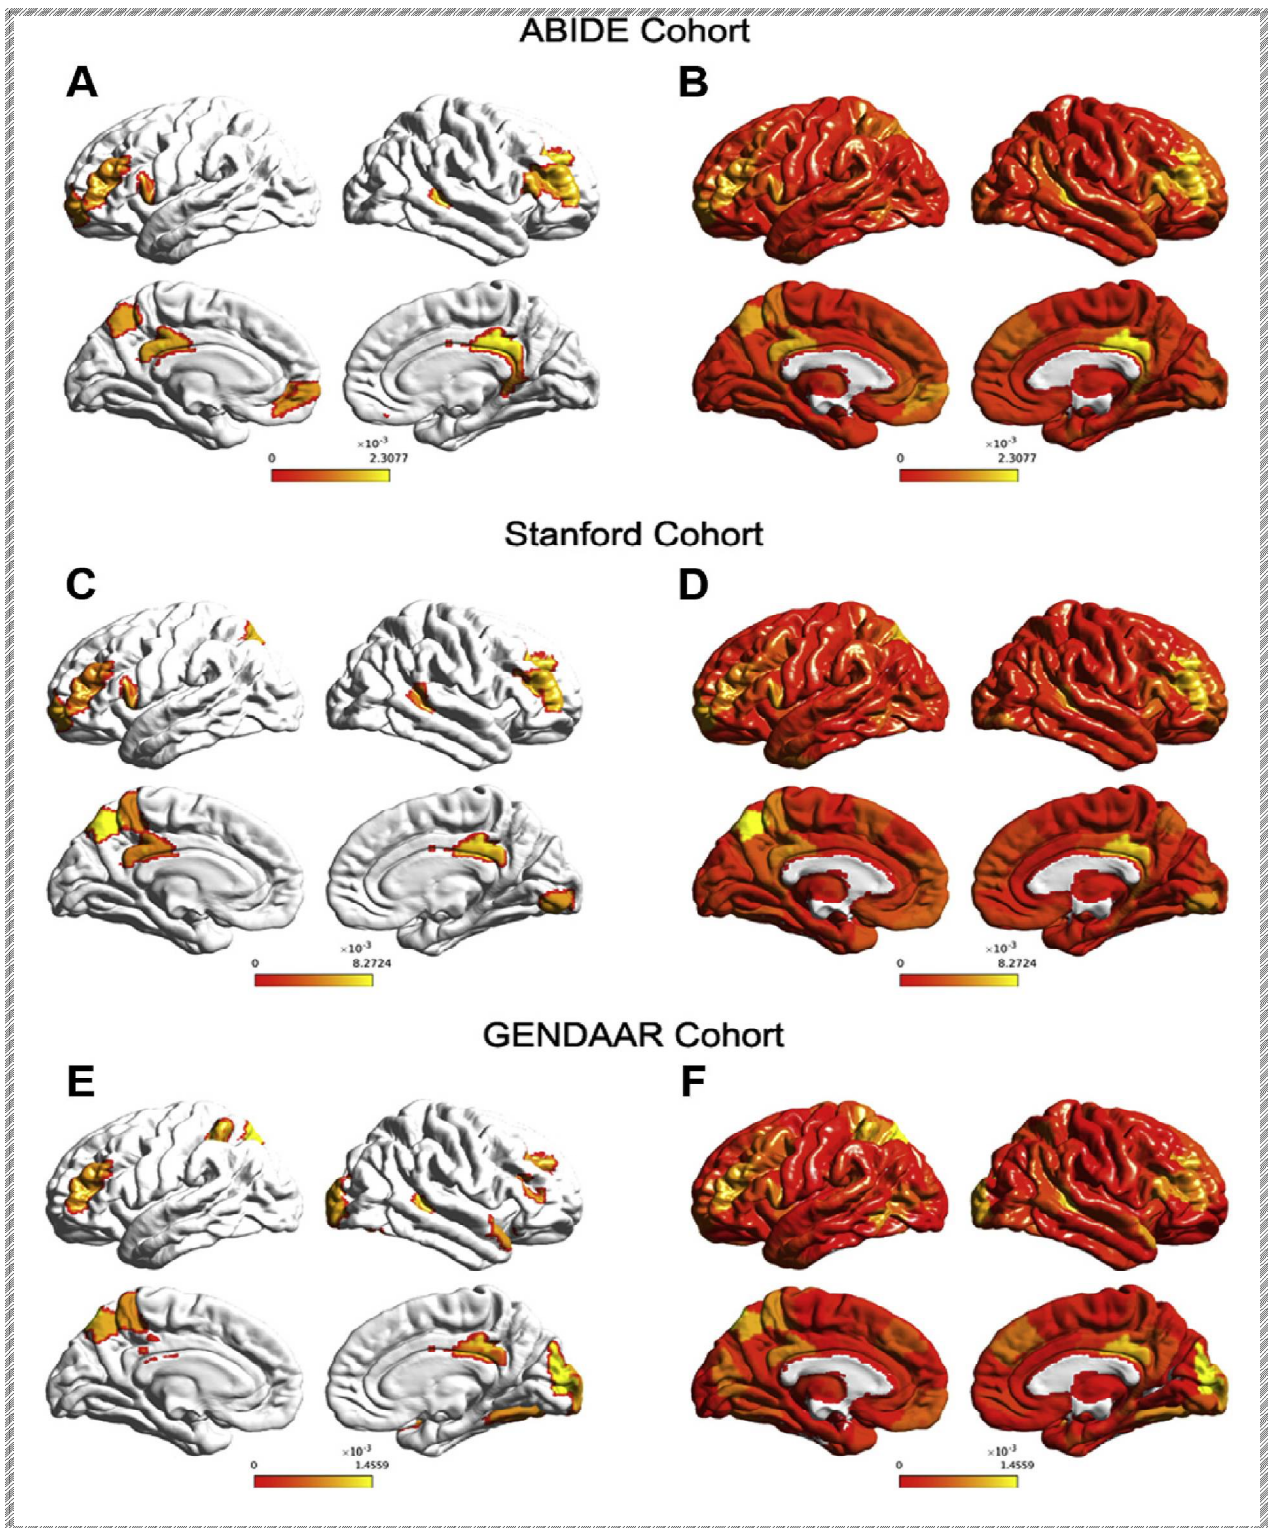 ABIDE Cohort
A
B
×10-3
0 2.3077
×10-3
0 2.3077
Stanford Cohort
C
D
×10-3
0 8.2724
×10-3
0 8.2724
GENDAAR Cohort
E
F
×10-3
0 1.4559
×10-3
0 1.4559